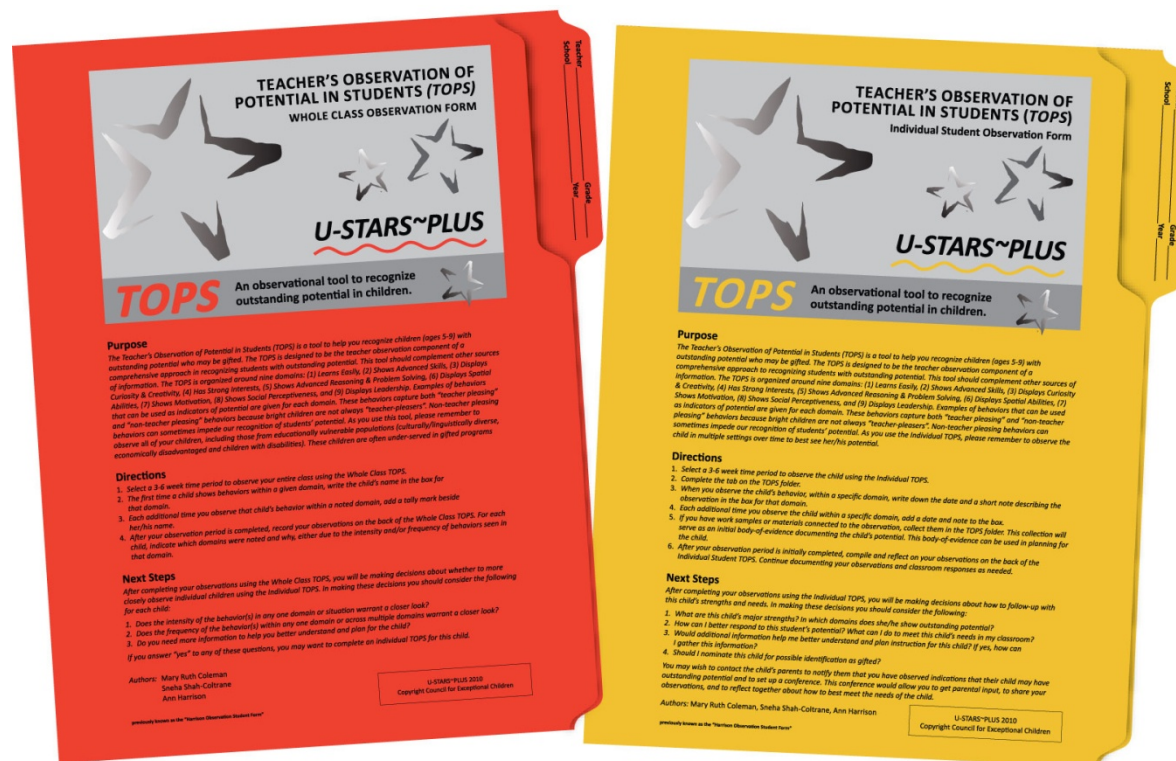 Teacher
Grade
School
Year
TEACHER'S OBSERVATION OF
POTENTIAL IN STUDENTS (TOPS)
WHOLE CLASS OBSERVATION FORM
U-STARS~PLUS
TOPS
An observational tool to recognize
outstanding potential in children.
Purpose
The Teacher's Observation of Potential in Students (TOPS) is a tool to help you recognize children (ages 5-9) with
outstanding potential who may be gifted. The TOPS is designed to be the teacher observation component of a
comprehensive approach in recognizing students with outstanding potential. This tool should complement other sources
of information. The TOPS is organized around nine domains: (1) Learns Easily, (2) Shows Advanced Skills, (3) Displays
Curiosity & Creativity, (4) Has Strong Interests, (5) Shows Advanced Reasoning & Problem Solving, (6) Displays Spatial
Abilities, (7) Shows Motivation, (8) Shows Social Perceptiveness, and (9) Displays Leadership. Examples of behaviors
that can be used as indicators of potential are given for each domain. These behaviors capture both "teacher pleasing"
and "non-teacher pleasing" behaviors because bright children are not always "teacher-pleasers". Non-teacher pleasing
behaviors can sometimes impede our recognition of students' potential. As you use this tool, please remember to
observe all of your children, including those from educationally vulnerable populations (culturally/linguistically diverse,
economically disadvantaged and children with disabilities). These children are often under-served in gifted programs
Directions
1. Select a 3-6 week time period to observe your entire class using the Whole Class TOPS.
2. The first time a child shows behaviors within a given domain, write the child's name in the box for
that domain.
3. Each additional time you observe that child's behavior within a noted domain, add a tally mark beside
her/his name.
4. After your observation period is completed, record your observations on the back of the Whole Class TOPS. For each
child, indicate which domains were noted and why, either due to the intensity and/or frequency of behaviors seen in
that domain.
Next Steps
After completing your observations using the Whole Class TOPS, you will be making decisions about whether to more
closely observe individual children using the Individual TOPS. In making these decisions you should consider the following
for each child:
1. Does the intensity of the behavior(s) in any one domain or situation warrant a closer look?
2. Does the frequency of the behavior(s) within any one domain or across multiple domains warrant a closer look?
3. Do you need more information to help you better understand and plan for the child?
If you answer "yes" to any of these questions, you may want to complete an individual TOPS for this child.
Authors: Mary Ruth Coleman
Sneha Shah-Coltrane
Ann Harrison
U-STARS~PLUS 2010
Copyright Council for Exceptional Children
previously known as the "Harrison Observation Student Form"
Grade
School
Year
TEACHER'S OBSERVATION OF
POTENTIAL IN STUDENTS (TOPS)
Individual Student Observation Form
U-STARS~PLUS
TOPS
An observational tool to recognize
outstanding potential in children.
Purpose
The Teacher's Observation of Potential in Students (TOPS) is a tool to help you recognize children (ages 5-9) with
outstanding potential who may be gifted. The TOPS is designed to be the teacher observation component of a
comprehensive approach to recognizing students with outstanding potential. This tool should complement other sources of
information. The TOPS is organized around nine domains: (1) Learns Easily, (2) Shows Advanced Skills, (3) Displays Curiosity
& Creativity, (4) Has Strong Interests, (5) Shows Advanced Reasoning & Problem Solving, (6) Displays Spatial Abilities, (7)
Shows Motivation, (8) Shows Social Perceptiveness, and (9) Displays Leadership. Examples of behaviors that can be used
as indicators of potential are given for each domain. These behaviors capture both "teacher pleasing" and "non-teacher
pleasing" behaviors because bright children are not always "teacher-pleasers". Non-teacher pleasing behaviors can
sometimes impede our recognition of students' potential. As you use the Individual TOPS, please remember to observe the
child in multiple settings over time to best see her/his potential.
Directions
1. Select a 3-6 week time period to observe the child using the Individual TOPS.
2. Complete the tab on the TOPS folder.
3. When you observe the child's behavior, within a specific domain, write down the date and a short note describing the
observation in the box for that domain.
4. Each additional time you observe the child within a specific domain, add a date and note to the box.
5. If you have work samples or materials connected to the observation, collect them in the TOPS folder. This collection will
serve as an initial body-of-evidence documenting the child's potential. This body-of-evidence can be used in planning for
the child.
6. After your observation period is initially completed, compile and reflect on your observations on the back of the
Individual Student TOPS. Continue documenting your observations and classroom responses as needed.
Next Steps
After completing your observations using the Individual TOPS, you will be making decisions about how to follow-up with
this child's strengths and needs. In making these decisions you should consider the following:
1. What are this child's major strengths? In which domains does she/he show outstanding potential?
2. How can I better respond to this student's potential? What can I do to meet this child's needs in my classroom?
3. Would additional information help me better understand and plan instruction for this child? If yes, how can
I gather this information?
4. Should I nominate this child for possible identification as gifted?
You may wish to contact the child's parents to notify them that you have observed indications that their child may have
outstanding potential and to set up a conference. This conference would allow you to get parental input, to share your
observations, and to reflect together about how to best meet the needs of the child.
Authors: Mary Ruth Coleman, Sneha Shah-Coltrane, Ann Harrison
U-STARS~PLUS 2010
Copyright Council for Exceptional Children
previously known as the "Harrison Observation Student Form"